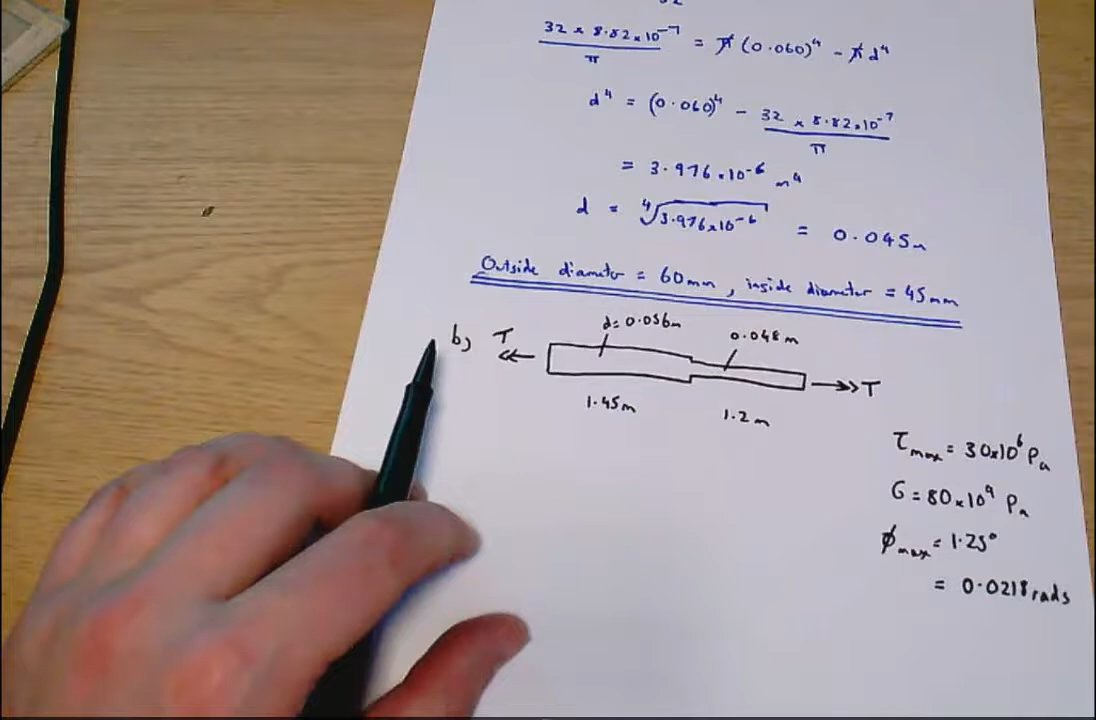 32 × 8.82 × 10⁻⁷ / π = π (0.060)⁴ - π d⁴
d⁴ = (0.060)⁴ - 32 × 8.82 × 10⁻⁷ / π
= 3.976 × 10⁻⁶ m⁴
d = ⁴√3.976 × 10⁻⁶ = 0.045m
Outside diameter = 60mm, inside diameter = 45mm
b) T d= 0.056m 0.048m T
1.45m 1.2m
τmax = 30×10⁶ Pa
G = 80×10⁹ Pa
ϕmax = 1.25°
= 0.0218 rads